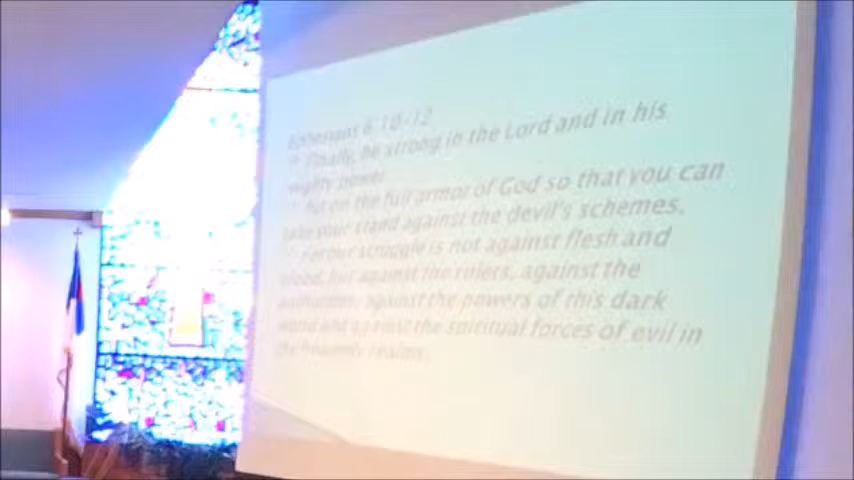 Ephesians 6:10-12
Finally, be strong in the Lord and in his
mighty power.
Put on the full armor of God so that you can
take your stand against the devil's schemes.
For our struggle is not against flesh and
blood, but against the rulers, against the
authorities, against the powers of this dark
world and against the spiritual forces of evil in
the heavenly realms.